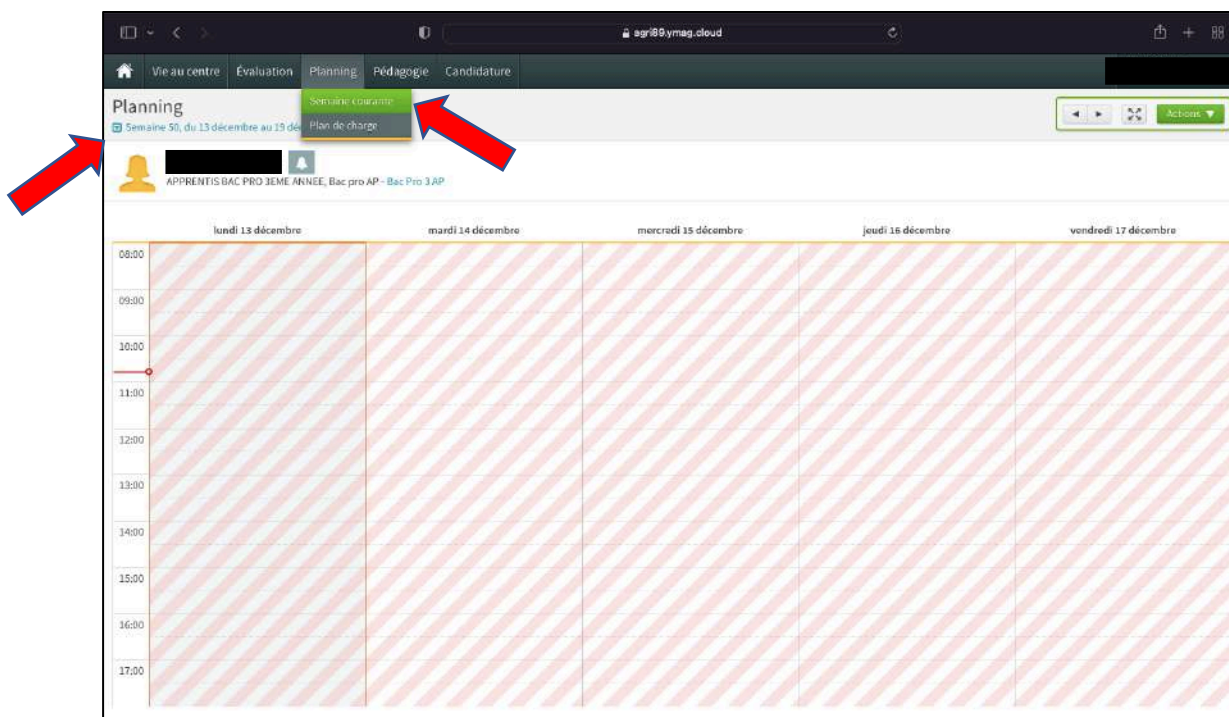 agri89.ymag.cloud
Vie au centre Évaluation Planning Pédagogie Candidature
Planning
Semaine courante
Semaine 50, du 13 décembre au 19 dé
Plan de charge
Actions
APPRENTIS BAC PRO 3EME ANNEE, Bac pro AP - Bac Pro 3 AP
lundi 13 décembre mardi 14 décembre mercredi 15 décembre jeudi 16 décembre vendredi 17 décembre
08:00
09:00
10:00
11:00
12:00
13:00
14:00
15:00
16:00
17:00